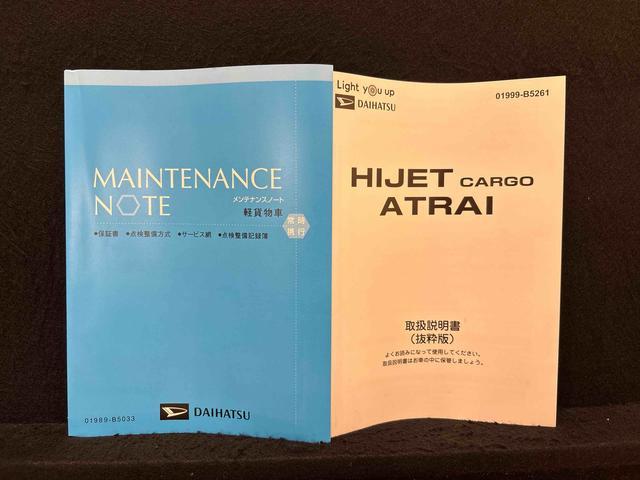 MAINTENANCE
NOTE
メンテナンスノート
軽貨物車
常時
携行
●保証書 ●点検整備方式 ●サービス網 ●点検整備記録簿
01989-B5033
DAIHATSU
Light you up
DAIHATSU
01999-B5261
HIJET CARGO
ATRAI
取扱説明書
(抜粋版)
よくお読みになって使用してください。
取扱説明書はお車の中に保管しましょう。